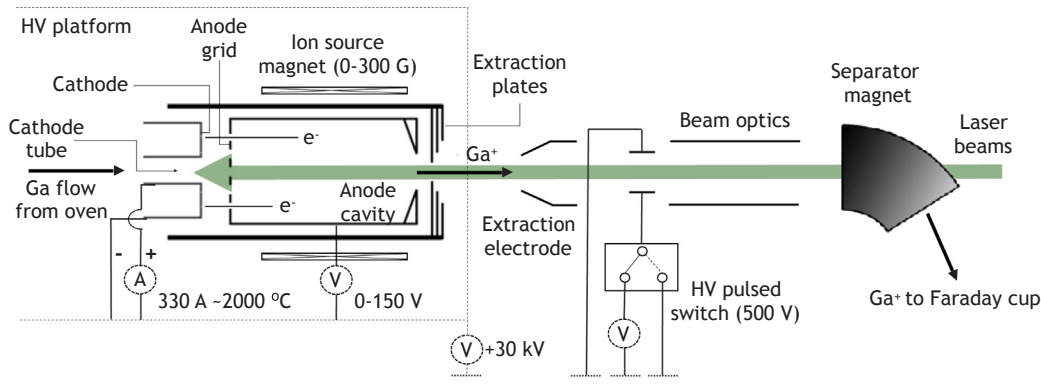 HV platform
Anode
grid
Ion source
magnet (0-300 G)
Extraction
plates
Separator
magnet
Cathode
Cathode
tube
e-
Beam optics
Laser
beams
Ga+
Ga flow
from oven
Anode
cavity
e-
Extraction
electrode
- +
A
330 A ~2000 ºC
V
0-150 V
HV pulsed
switch (500 V)
V
Ga+ to Faraday cup
V
+30 kV